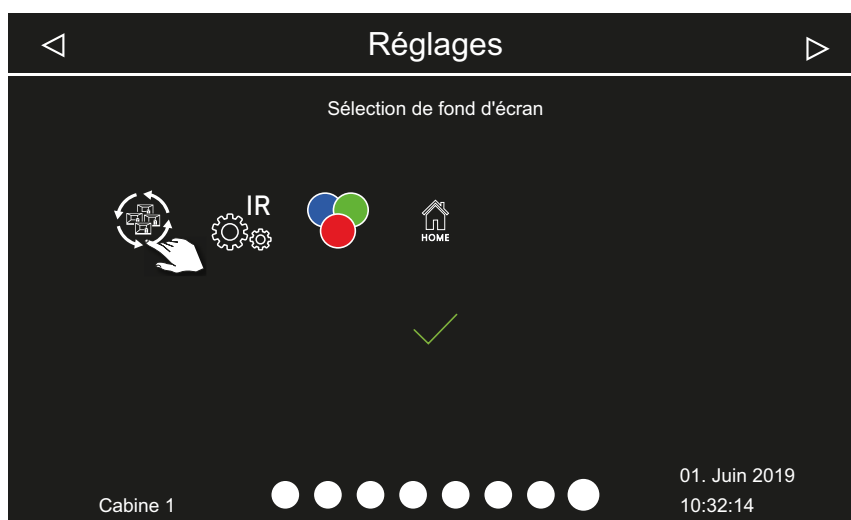 Réglages
Sélection de fond d'écran
IR
HOME
01. Juin 2019
Cabine 1
10:32:14